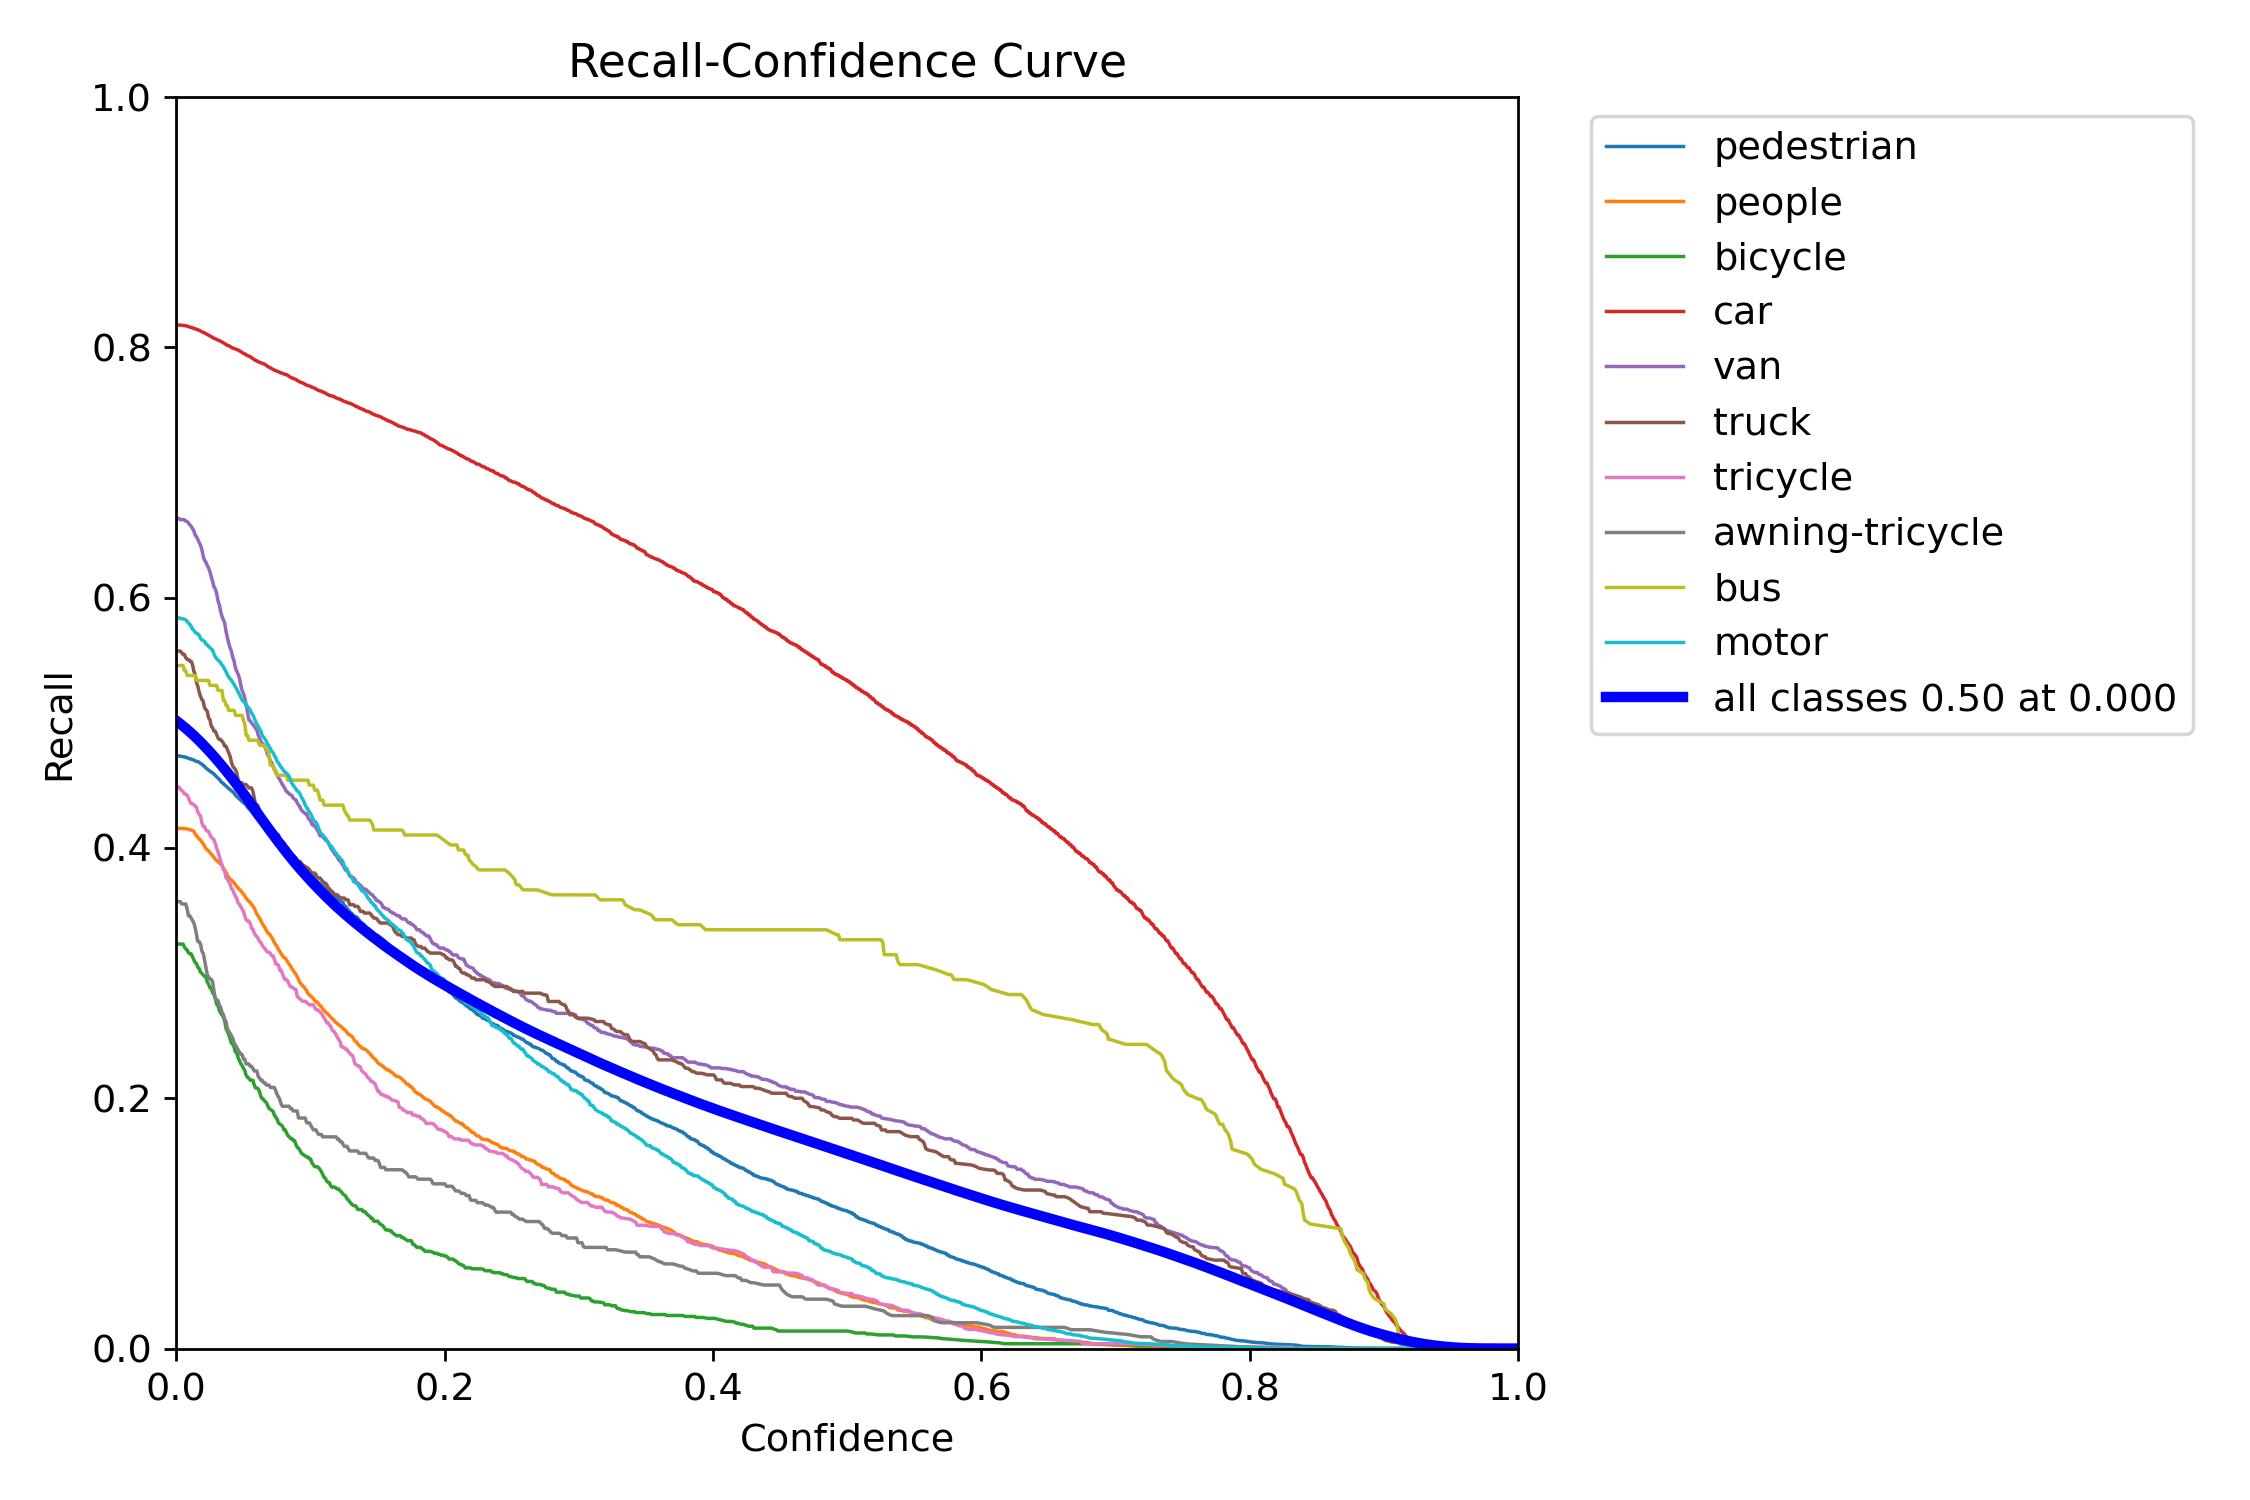 Recall-Confidence Curve
1.0
0.8
0.6
0.4
0.2
0.0
Recall
0.0 0.2 0.4 0.6 0.8 1.0
Confidence
pedestrian
people
bicycle
car
van
truck
tricycle
awning-tricycle
bus
motor
all classes 0.50 at 0.000